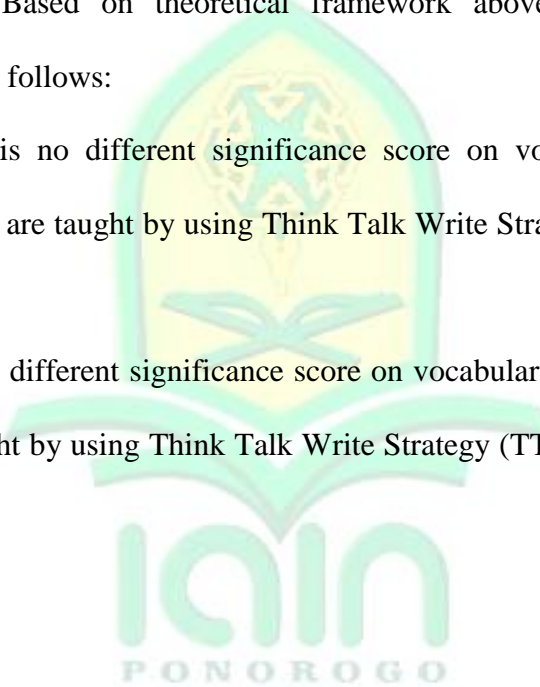 Based on theoretical framework above
follows:
is no different significance score on vo
are taught by using Think Talk Write Stra
different significance score on vocabular
ht by using Think Talk Write Strategy (TT
iain
PONOROGO